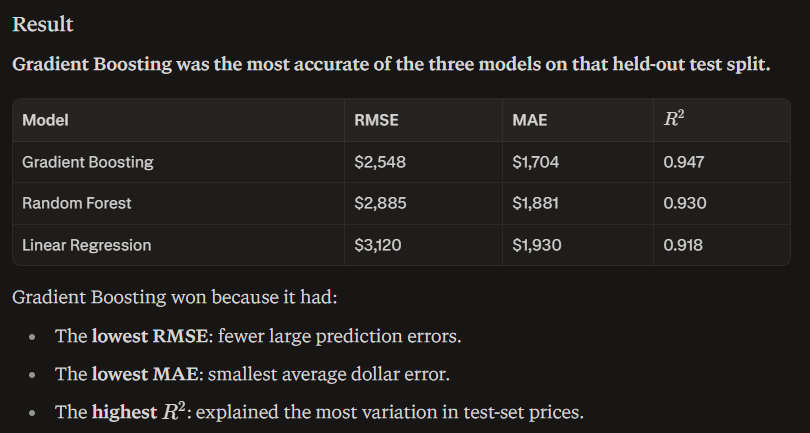 Result
Gradient Boosting was the most accurate of the three models on that held-out test split.
Model RMSE MAE R²
Gradient Boosting $2,548 $1,704 0.947
Random Forest $2,885 $1,881 0.930
Linear Regression $3,120 $1,930 0.918
Gradient Boosting won because it had:
• The lowest RMSE: fewer large prediction errors.
• The lowest MAE: smallest average dollar error.
• The highest R²: explained the most variation in test-set prices.